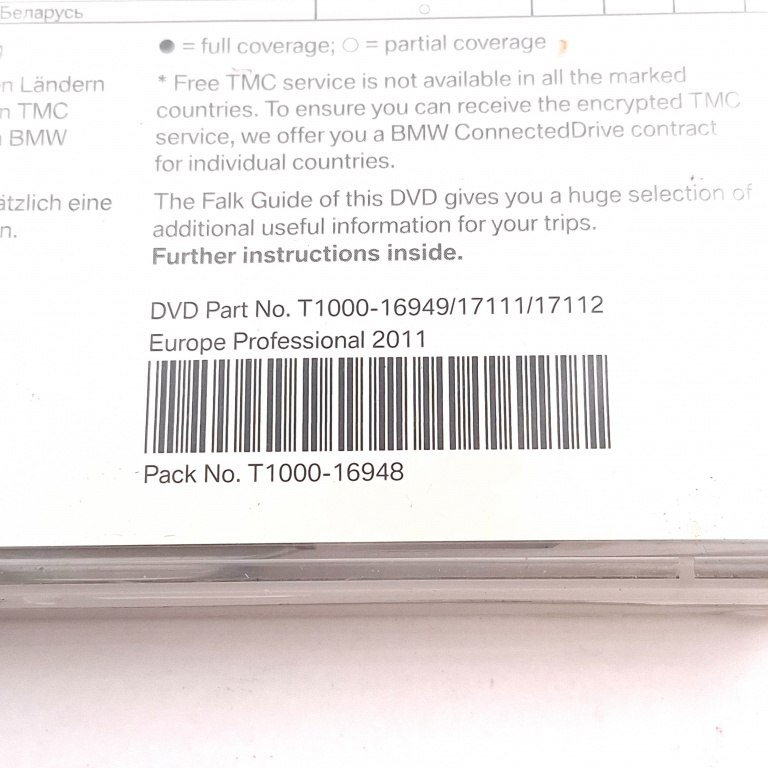 Беларусь
● = full coverage; ○ = partial coverage
n Ländern
n TMC
BMW
* Free TMC service is not available in all the marked
countries. To ensure you can receive the encrypted TMC
service, we offer you a BMW ConnectedDrive contract
for individual countries.
ätzlich eine
n.
The Falk Guide of this DVD gives you a huge selection of
additional useful information for your trips.
Further instructions inside.
DVD Part No. T1000-16949/17111/17112
Europe Professional 2011
Pack No. T1000-16948